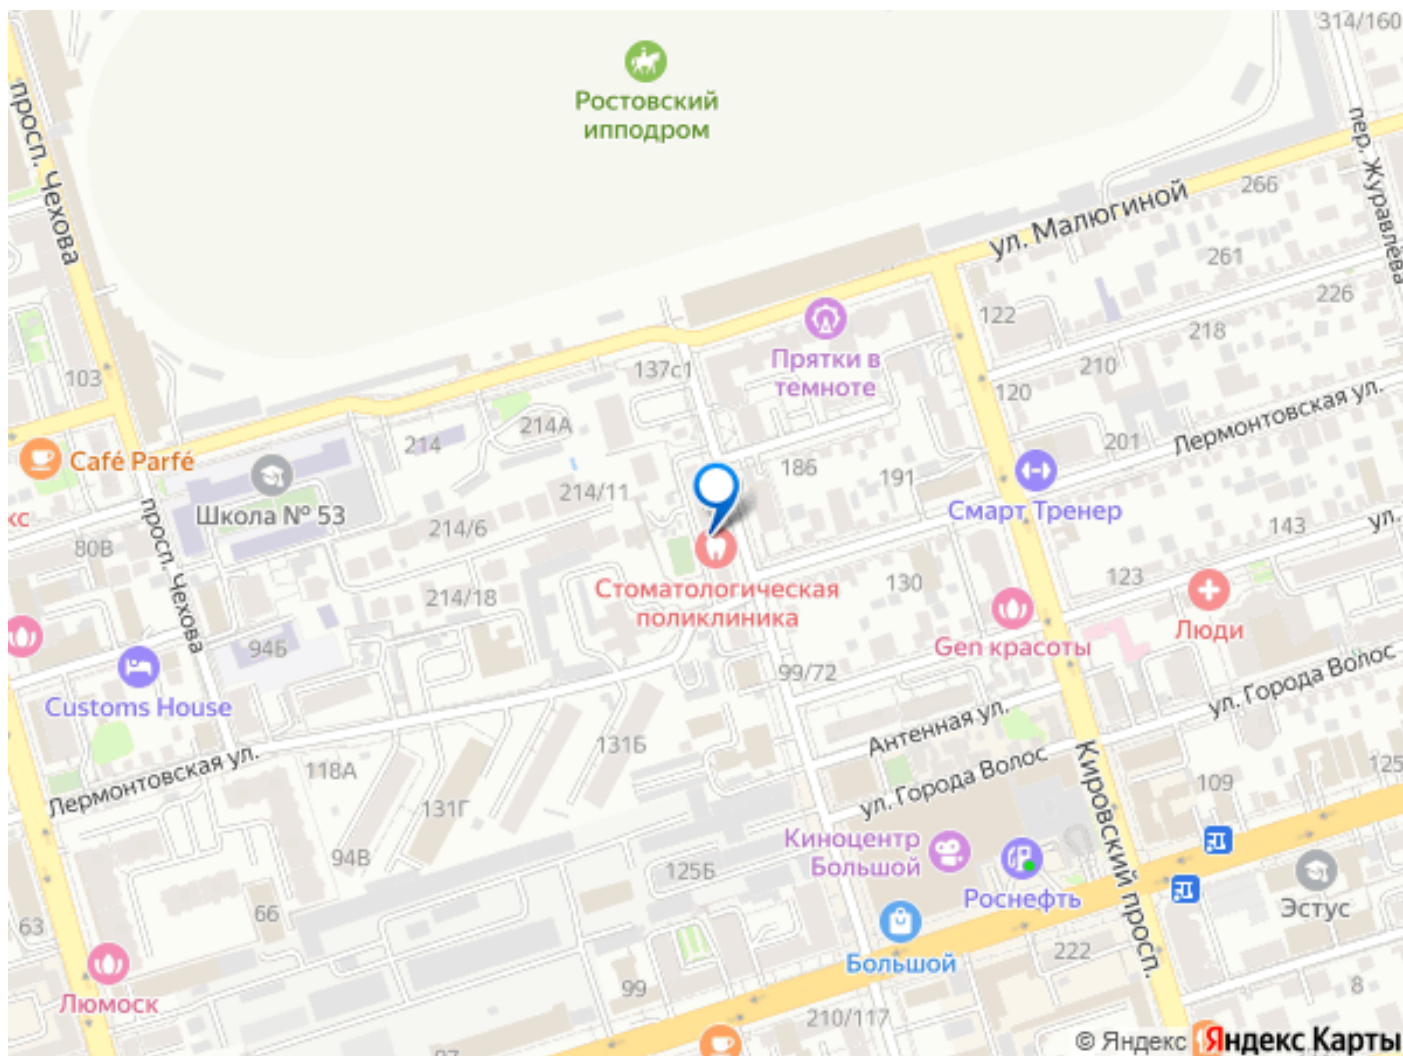 314/160
Ростовский
ипподром
просп. Чехова
пер. Журавлёва
266
ул. Малюгиной
261
226
122
218
Прятки в
темноте
137с1
210
103
120
214А
Лермонтовская ул.
214
201
Café Parfé
186
191
214/11
Смарт Тренер
кс
Школа № 53
143
ул.
214/6
просп. Чехова
80В
Стоматологическая
поликлиника
130
123
214/18
Люди
Gen красоты
94Б
99/72
ул. Города Волос
Customs House
Антенная ул.
131Б
Лермонтовская ул.
118А
ул. Города Волос
Кировский просп.
125
109
131Г
Киноцентр
Большой
94В
125Б
Роснефть
Эстус
66
63
Большой
222
Люмоск
99
8
210/117
97
© Яндекс Яндекс Карты